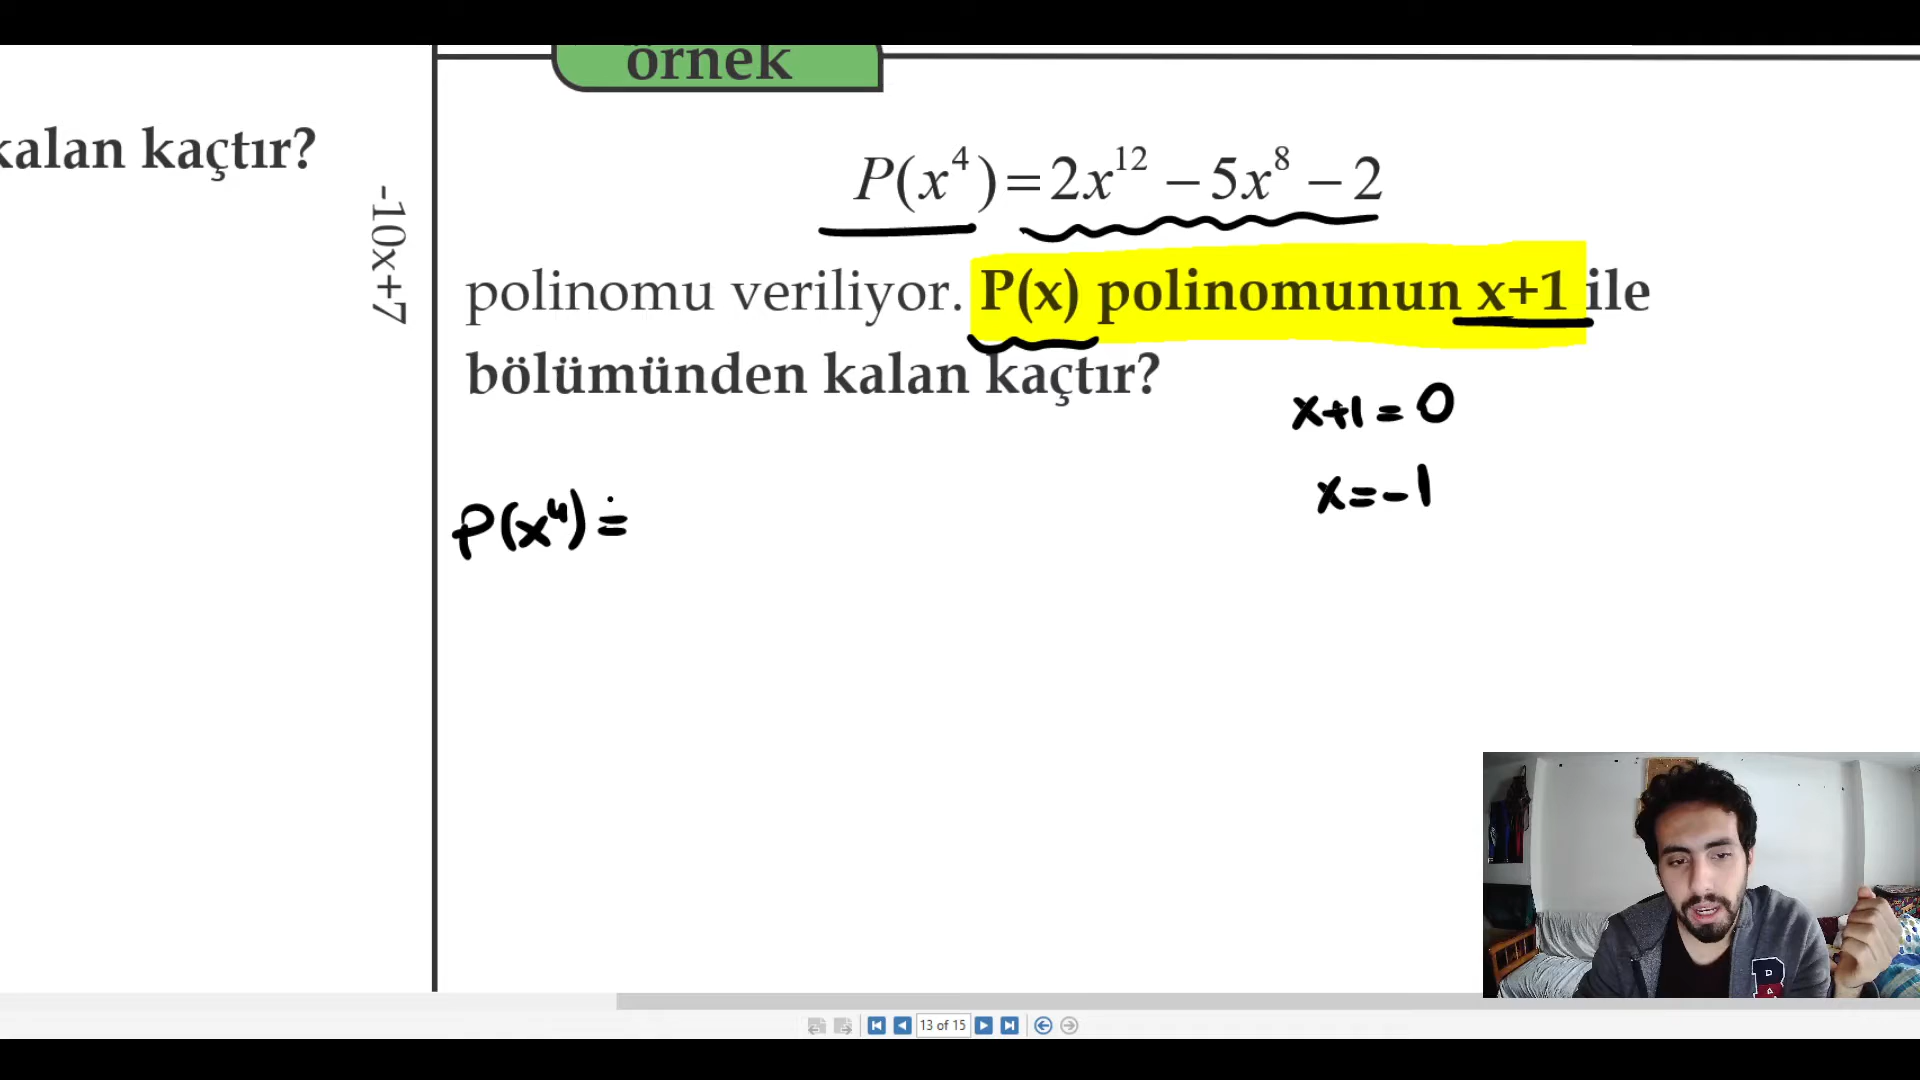 örnek
kalan kaçtır?
-10x+7
P(x⁴)=2x¹²−5x⁸−2
polinomu veriliyor. P(x) polinomunun x+1 ile
bölümünden kalan kaçtır?
x+1=0
x=-1
P(x⁴)=
13 of 15